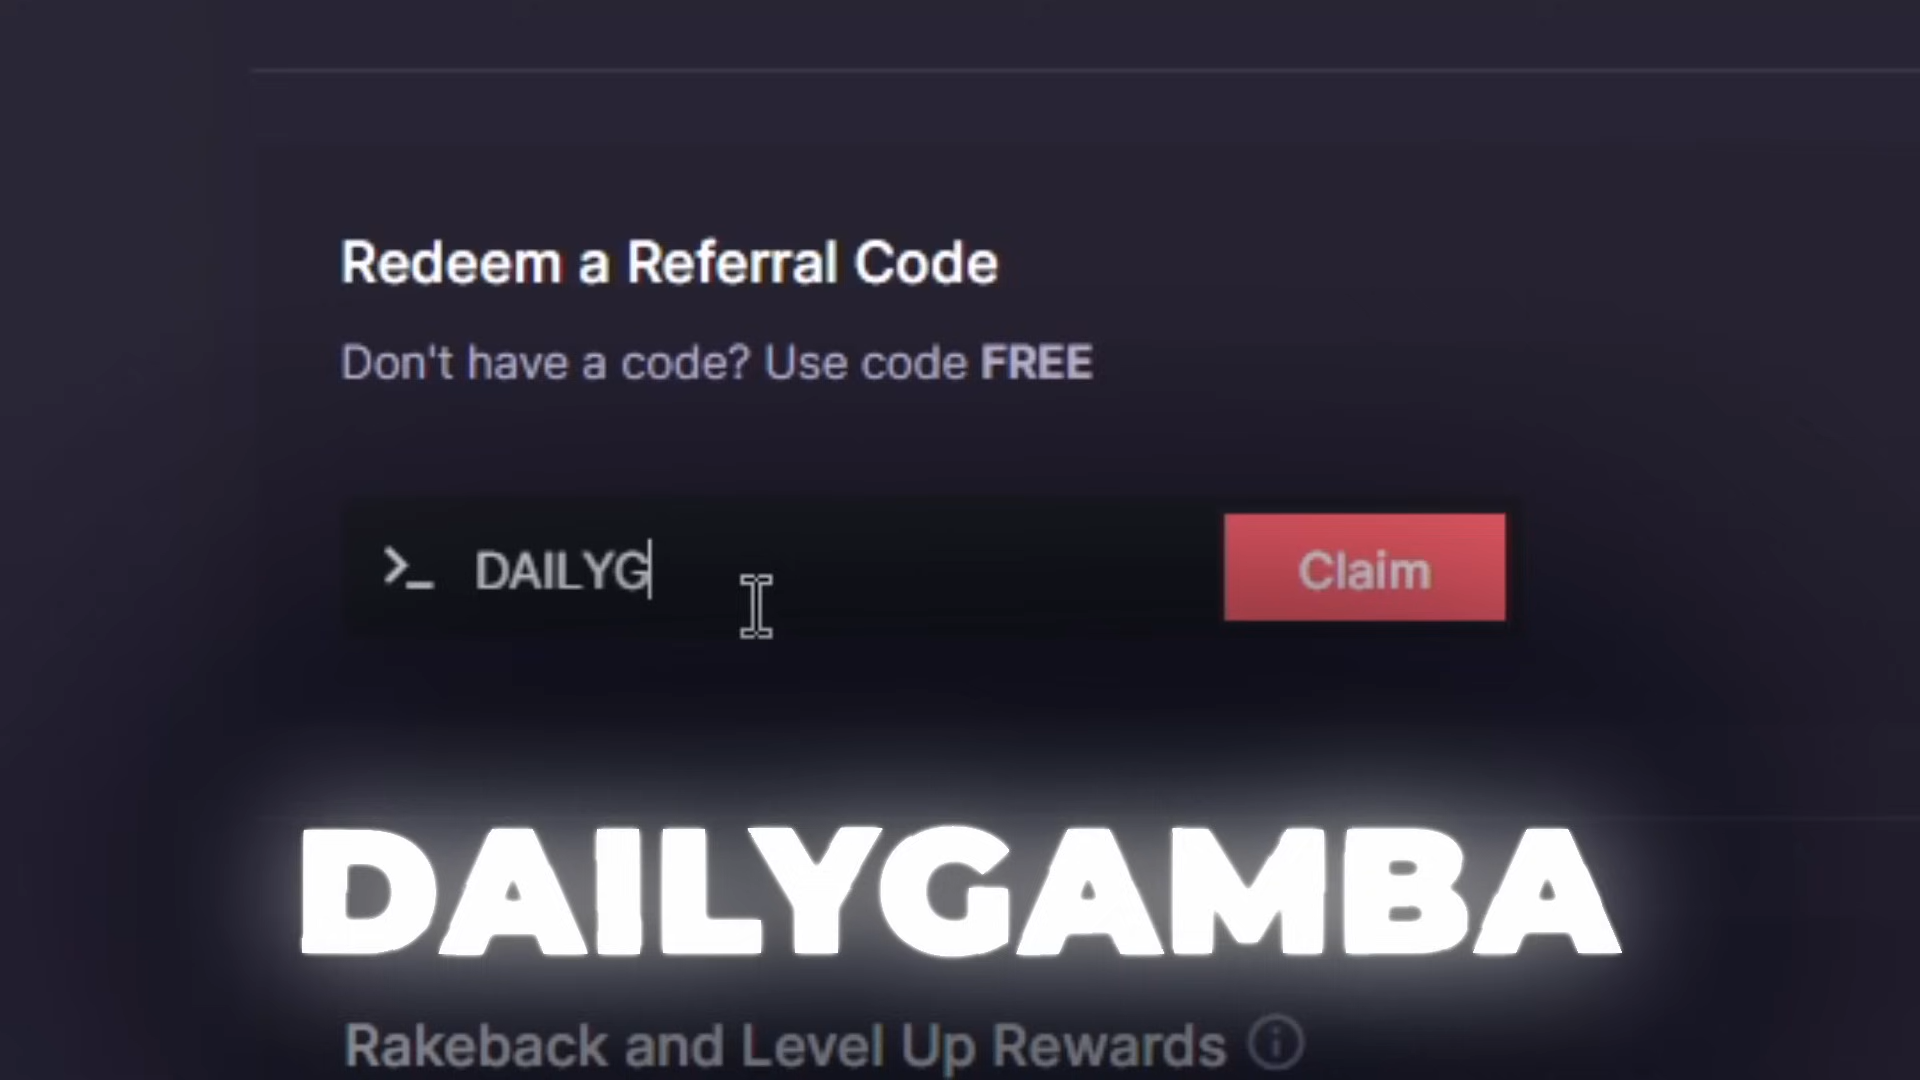 Redeem a Referral Code
Don't have a code? Use code FREE
>_ DAILYG
Claim
DAILYGAMBA
Rakeback and Level Up Rewards